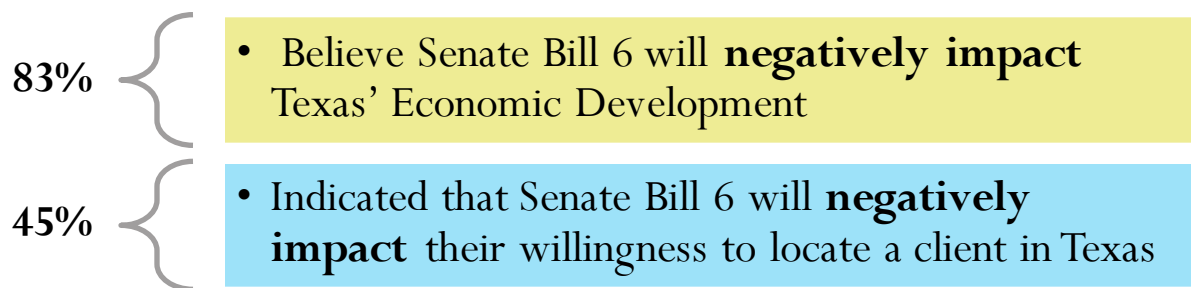 83%
• Believe Senate Bill 6 will negatively impact
Texas’ Economic Development
45%
• Indicated that Senate Bill 6 will negatively
impact their willingness to locate a client in Texas